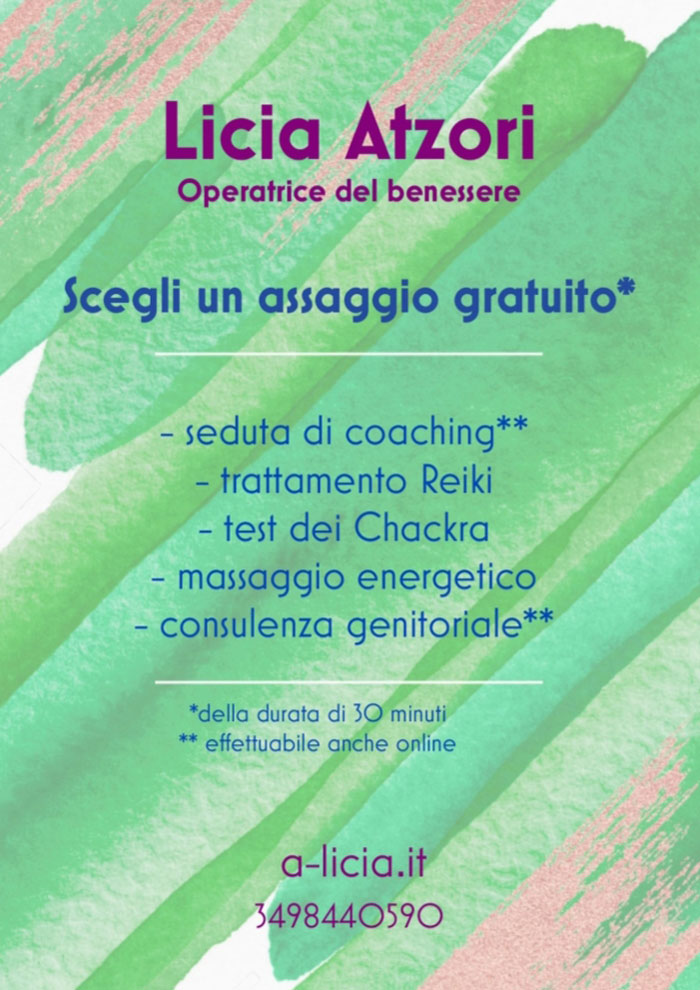 Licia Atzori
Operatrice del benessere
Scegli un assaggio gratuito*
- seduta di coaching**
- trattamento Reiki
- test dei Chackra
- massaggio energetico
- consulenza genitoriale**
*della durata di 30 minuti
** effettuabile anche online
a-licia.it
3498440590